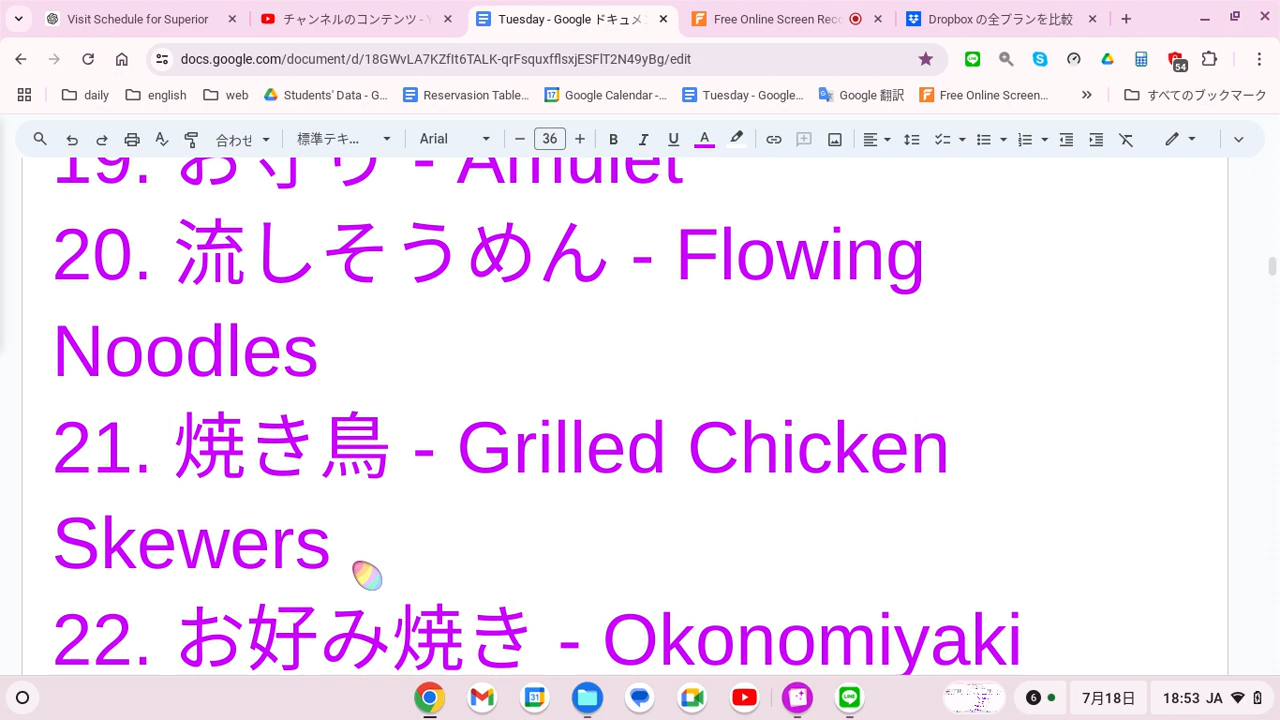 Visit Schedule for Superior
チャンネルのコンテンツ - Y
Tuesday - Google ドキュメ
Free Online Screen Reco
Dropbox の全プランを比較
docs.google.com/document/d/18GWvLA7KZfIt6TALK-qrFsquxfflsxjESFlT2N49yBg/edit
54
daily
english
web
Students' Data - G...
Reservasion Table...
Google Calendar -...
Tuesday - Google...
Google 翻訳
Free Online Screen...
すべてのブックマーク
合わせ
標準テキ...
Arial
36
19. お守り - Amulet
20. 流しそうめん - Flowing
Noodles
21. 焼き鳥 - Grilled Chicken
Skewers
22. お好み焼き - Okonomiyaki
6
7月18日
18:53 JA